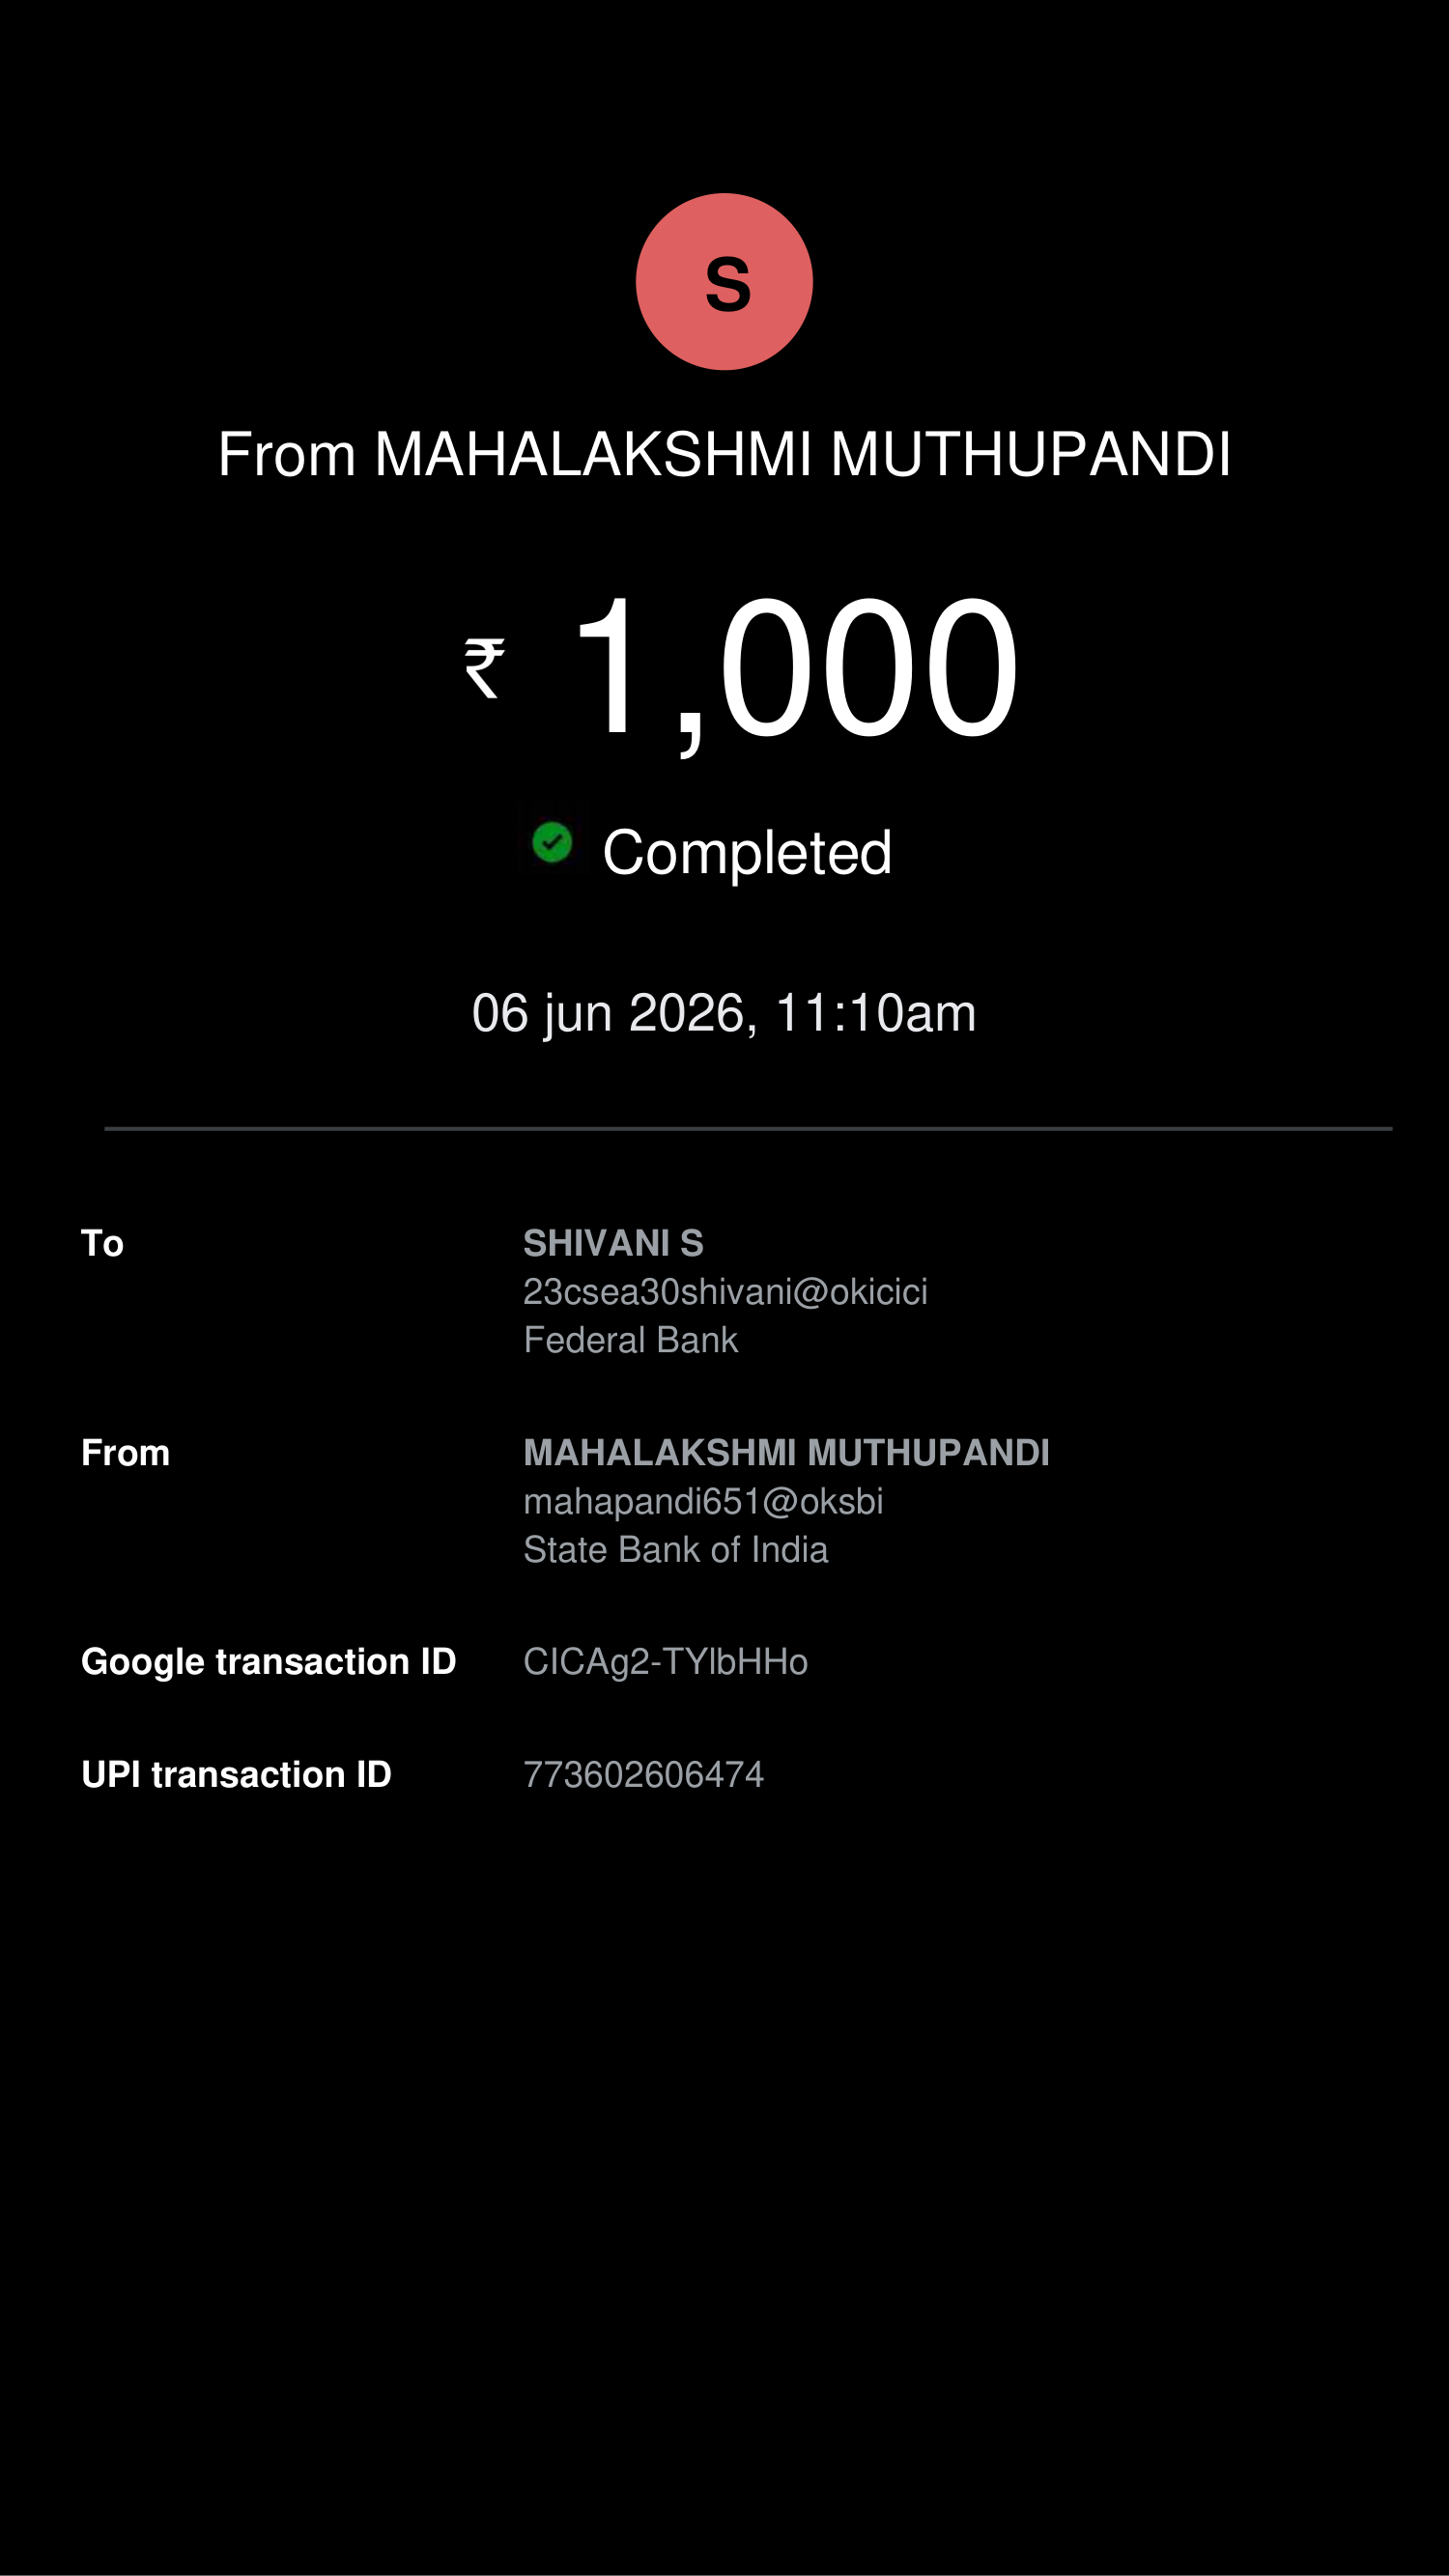 S
From MAHALAKSHMI MUTHUPANDI
₹ 1,000
Completed
06 jun 2026, 11:10am
To
SHIVANI S
23csea30shivani@okicici
Federal Bank
From
MAHALAKSHMI MUTHUPANDI
mahapandi651@oksbi
State Bank of India
Google transaction ID
CICAg2-TYlbHHo
UPI transaction ID
773602606474